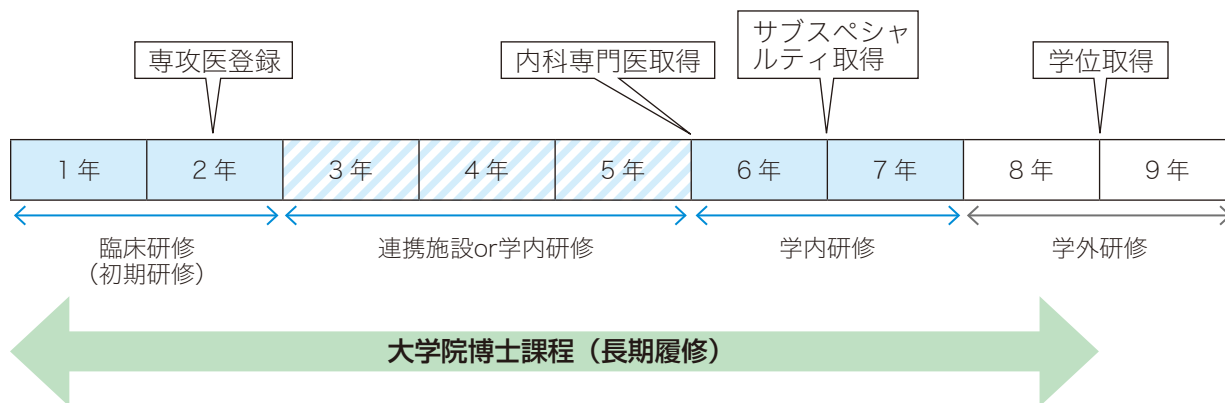 専攻医登録
内科専門医取得
サブスペシャ
ルティ取得
学位取得
1年
2年
3年
4年
5年
6年
7年
8年
9年
臨床研修
（初期研修）
連携施設or学内研修
学内研修
学外研修
大学院博士課程（長期履修）